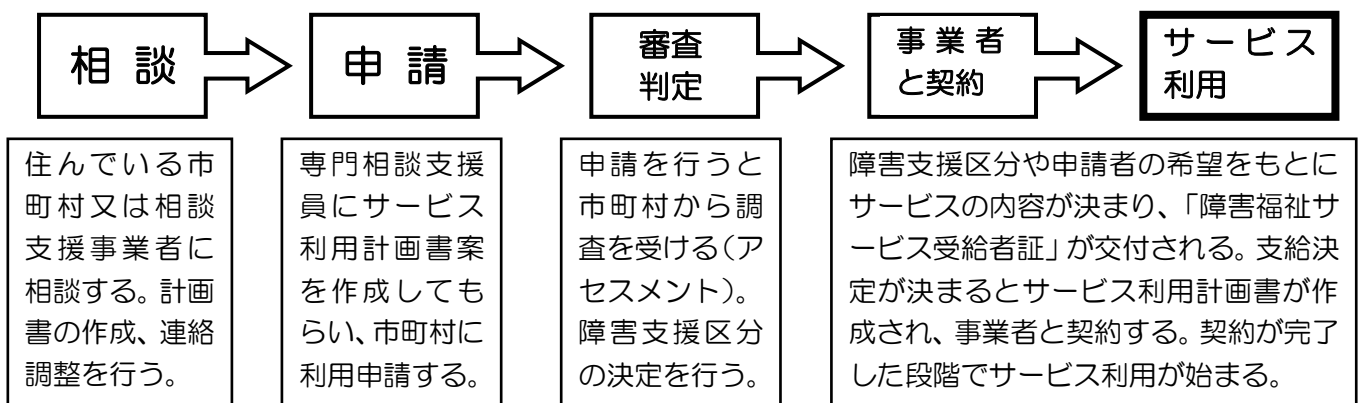 相談
申請
審査
判定
事業者
と契約
サービス
利用
住んでいる市
町村又は相談
支援事業者に
相談する。計画
書の作成、連絡
調整を行う。
専門相談支援
員にサービス
利用計画書案
を作成しても
らい、市町村に
利用申請する。
申請を行うと
市町村から調
査を受ける(ア
セスメント)。
障害支援区分
の決定を行う。
障害支援区分や申請者の希望をもとに
サービスの内容が決まり、「障害福祉サ
ービス受給者証」が交付される。支給決
定が決まるとサービス利用計画書が作
成され、事業者と契約する。契約が完了
した段階でサービス利用が始まる。